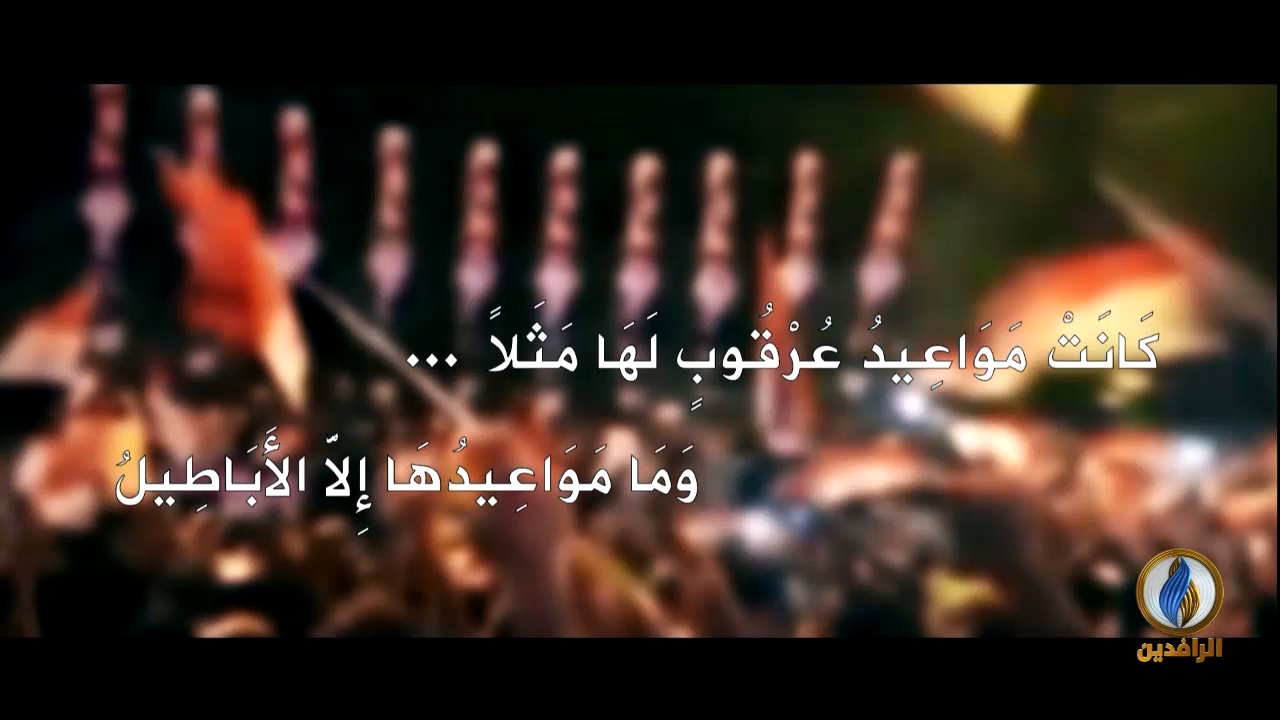 كَانَتْ مَوَاعِيدُ عُرْقُوبٍ لَهَا مَثَلاً ...
وَمَا مَوَاعِيدُهَا إِلاّ الأَبَاطِيلُ
الرافدين